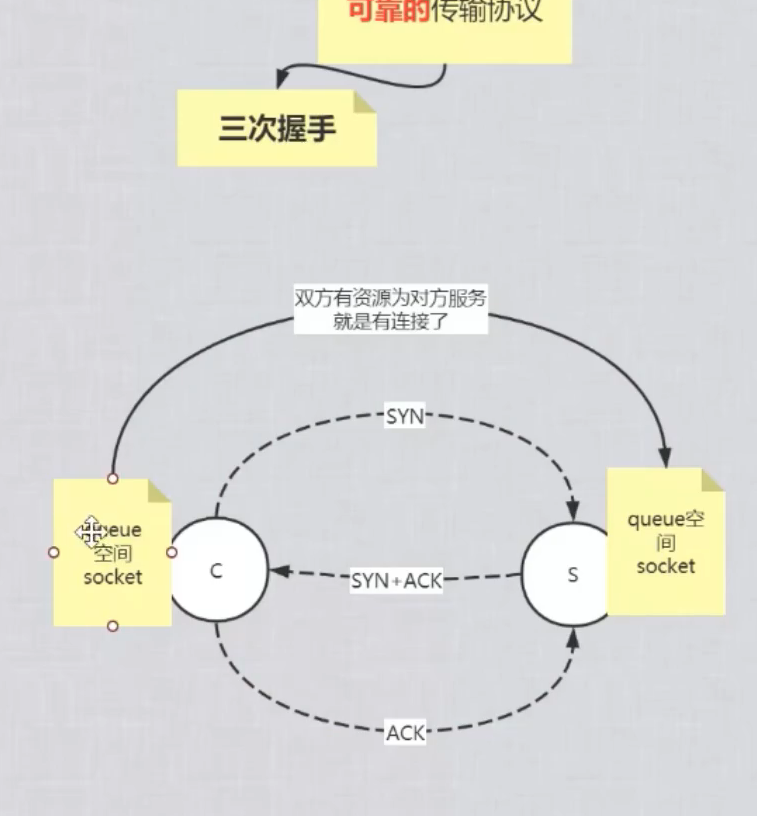 可靠的传输协议
三次握手
双方有资源为对方服务
就是有连接了
SYN
空间
socket
C
SYN+ACK
S
queue空
间
socket
ACK